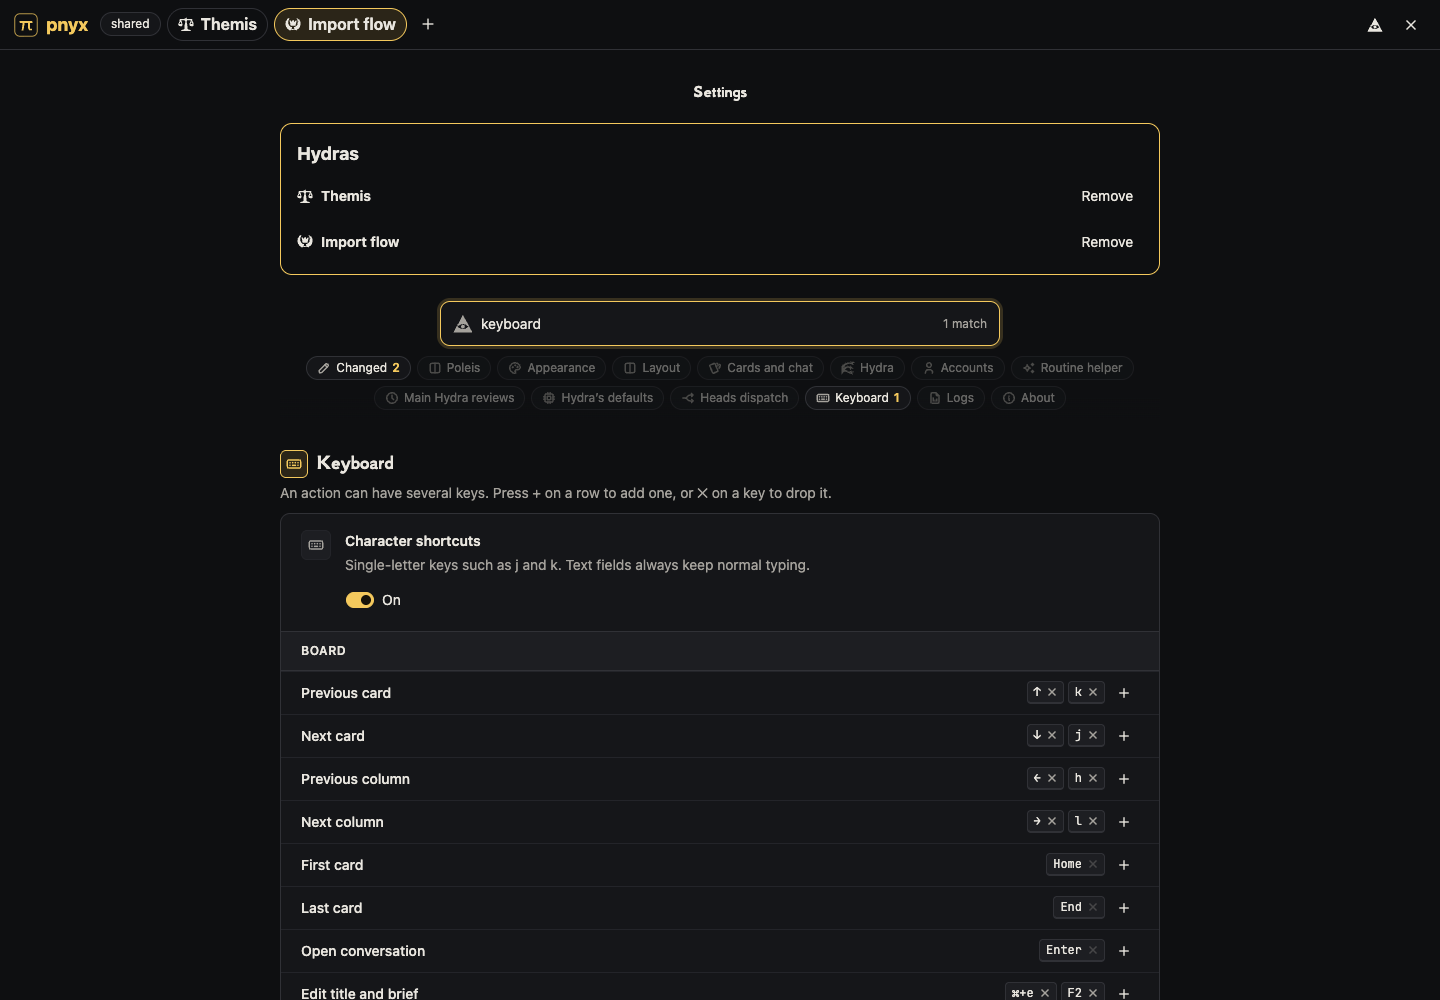 π pnyx shared Themis Import flow +
Settings
Hydras
Themis Remove
Import flow Remove
keyboard 1 match
Changed 2 Poleis Appearance Layout Cards and chat Hydra Accounts Routine helper
Main Hydra reviews Hydra's defaults Heads dispatch Keyboard 1 Logs About
Keyboard
An action can have several keys. Press + on a row to add one, or × on a key to drop it.
Character shortcuts
Single-letter keys such as j and k. Text fields always keep normal typing.
On
BOARD
Previous card ↑ × k × +
Next card ↓ × j × +
Previous column ← × h × +
Next column → × l × +
First card Home × +
Last card End × +
Open conversation Enter × +
Edit title and brief ⌘+e × F2 × +